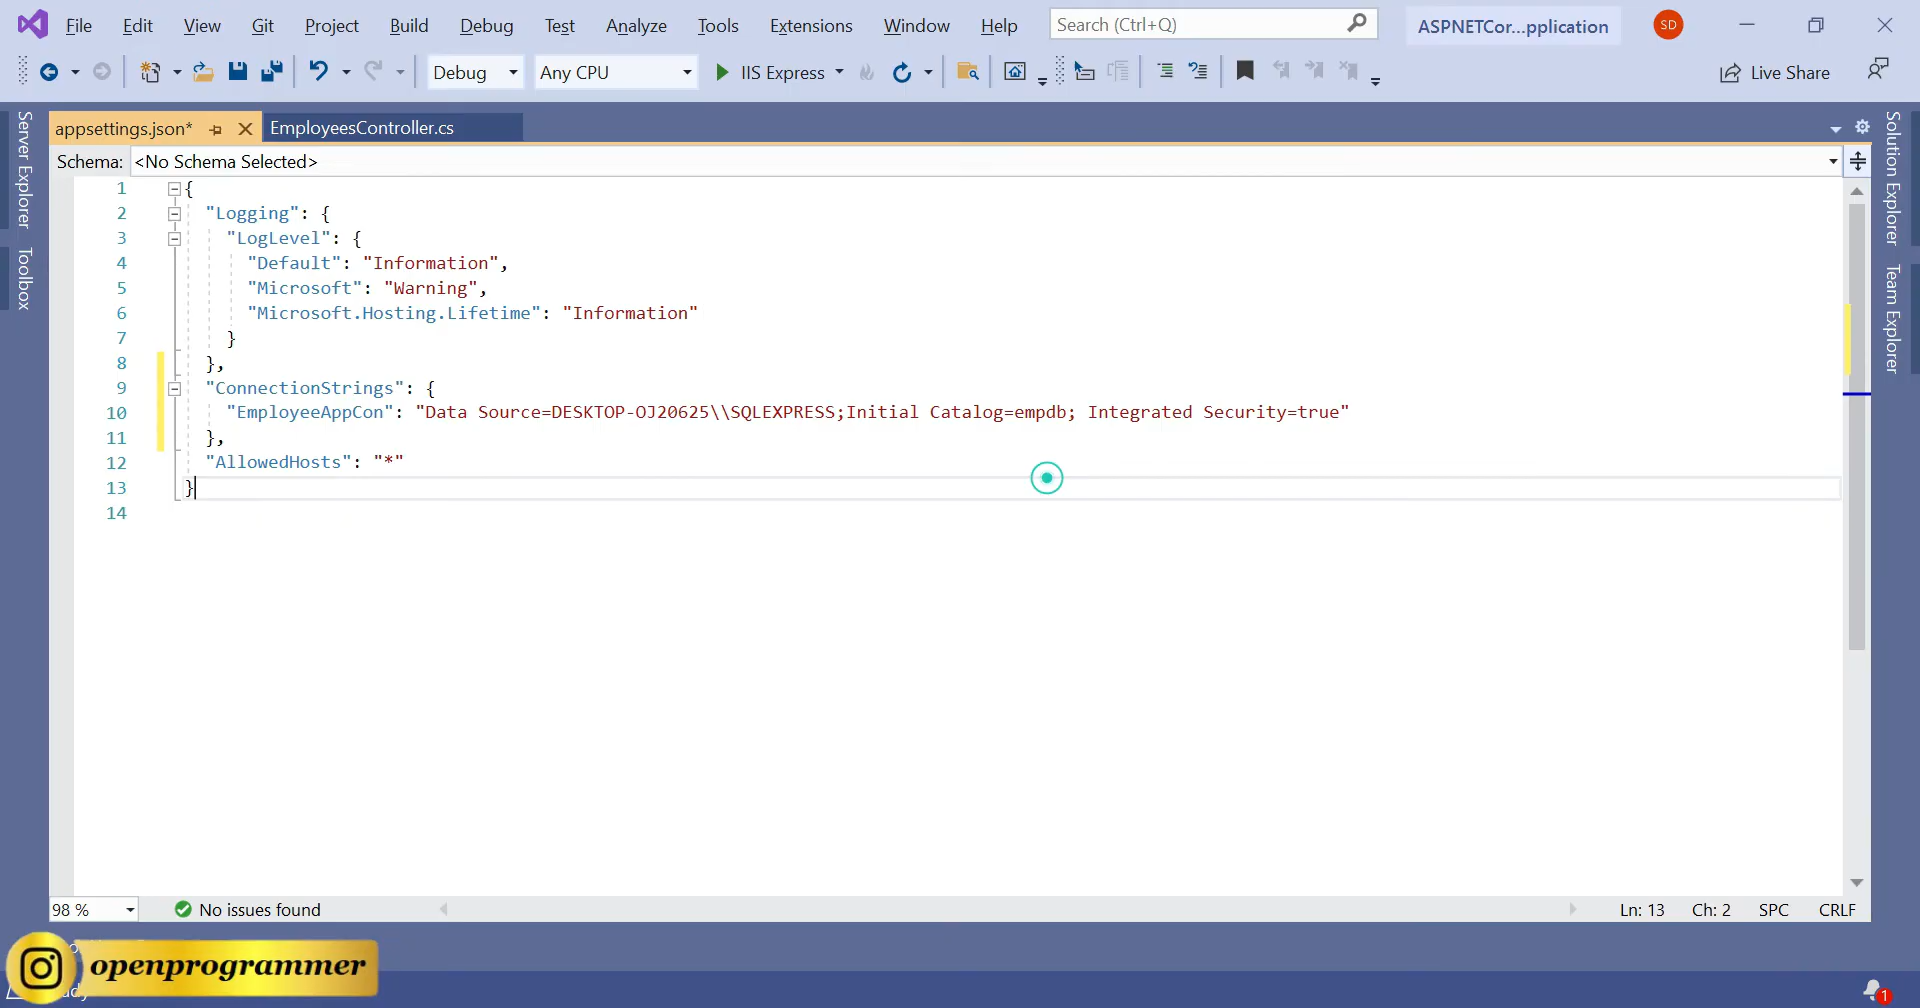 File Edit View Git Project Build Debug Test Analyze Tools Extensions Window Help Search (Ctrl+Q) ASPNETCor...pplication SD
Debug Any CPU IIS Express Live Share
Server Explorer
Toolbox
appsettings.json* EmployeesController.cs
Schema: <No Schema Selected>
1 {
2 "Logging": {
3 "LogLevel": {
4 "Default": "Information",
5 "Microsoft": "Warning",
6 "Microsoft.Hosting.Lifetime": "Information"
7 }
8 },
9 "ConnectionStrings": {
10 "EmployeeAppCon": "Data Source=DESKTOP-OJ20625\\SQLEXPRESS;Initial Catalog=empdb; Integrated Security=true"
11 },
12 "AllowedHosts": "*"
13 }
14
Solution Explorer
Team Explorer
98 % No issues found Ln: 13 Ch: 2 SPC CRLF
openprogrammer
1